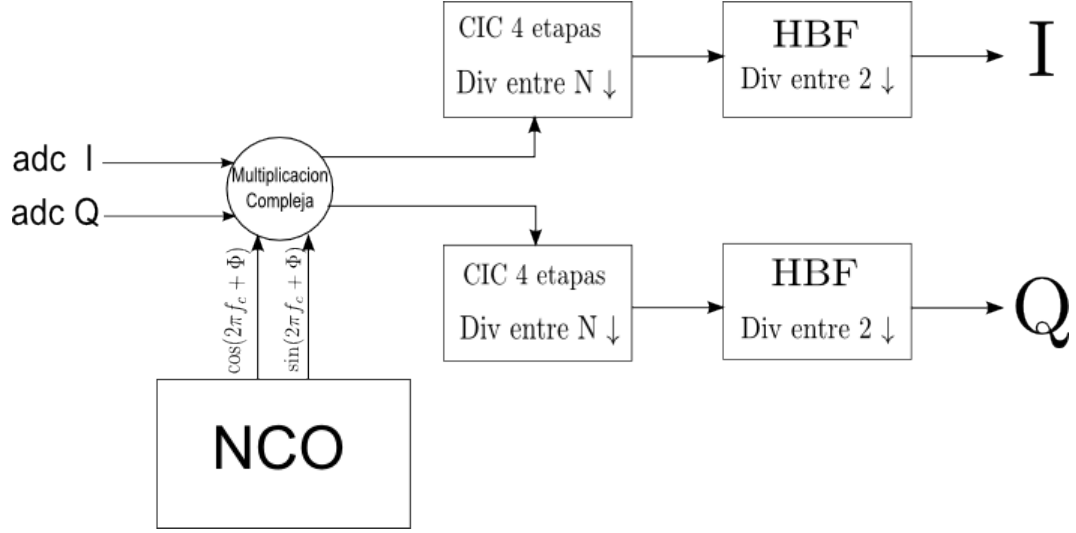 CIC 4 etapas
Div entre N ↓
HBF
Div entre 2 ↓
I
adc I
adc Q
Multiplicacion
Compleja
cos(2πf_c + Φ)
sin(2πf_c + Φ)
CIC 4 etapas
Div entre N ↓
HBF
Div entre 2 ↓
Q
NCO